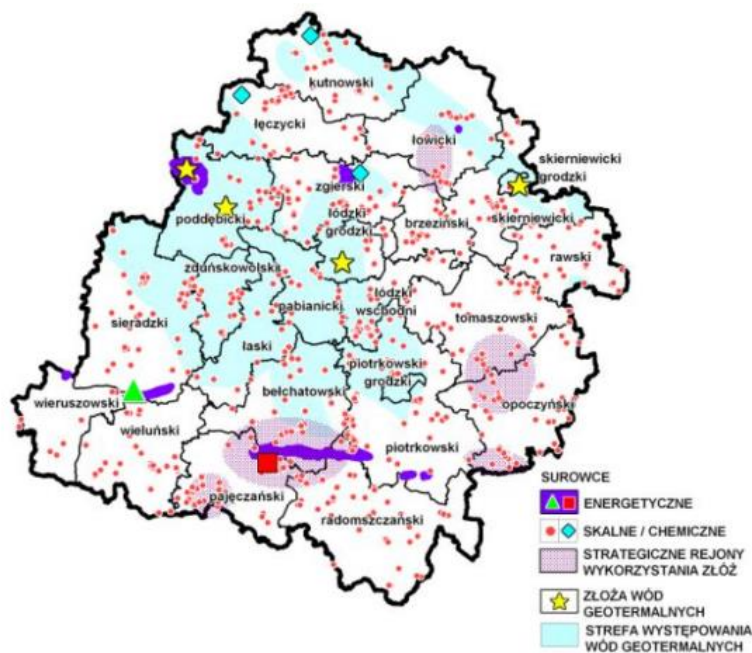 kutnowski
łęczycki
łowicki
skierniewicki
grodzki
zgierski
poddębicki
łódzki
grodzki
brzeziński
skierniewicki
rawski
zduńskowolski
pabianicki
łódzki
wschodni
tomaszowski
sieradzki
łaski
piotrkowski
grodzki
wieruszowski
bełchatowski
opoczyński
wieluński
piotrkowski
pajęczański
radomszczański
SUROWCE
ENERGETYCZNE
SKALNE / CHEMICZNE
STRATEGICZNE REJONY
WYKORZYSTANIA ZŁÓŻ
ZŁOŻA WÓD
GEOTERMALNYCH
STREFA WYSTĘPOWANIA
WÓD GEOTERMALNYCH